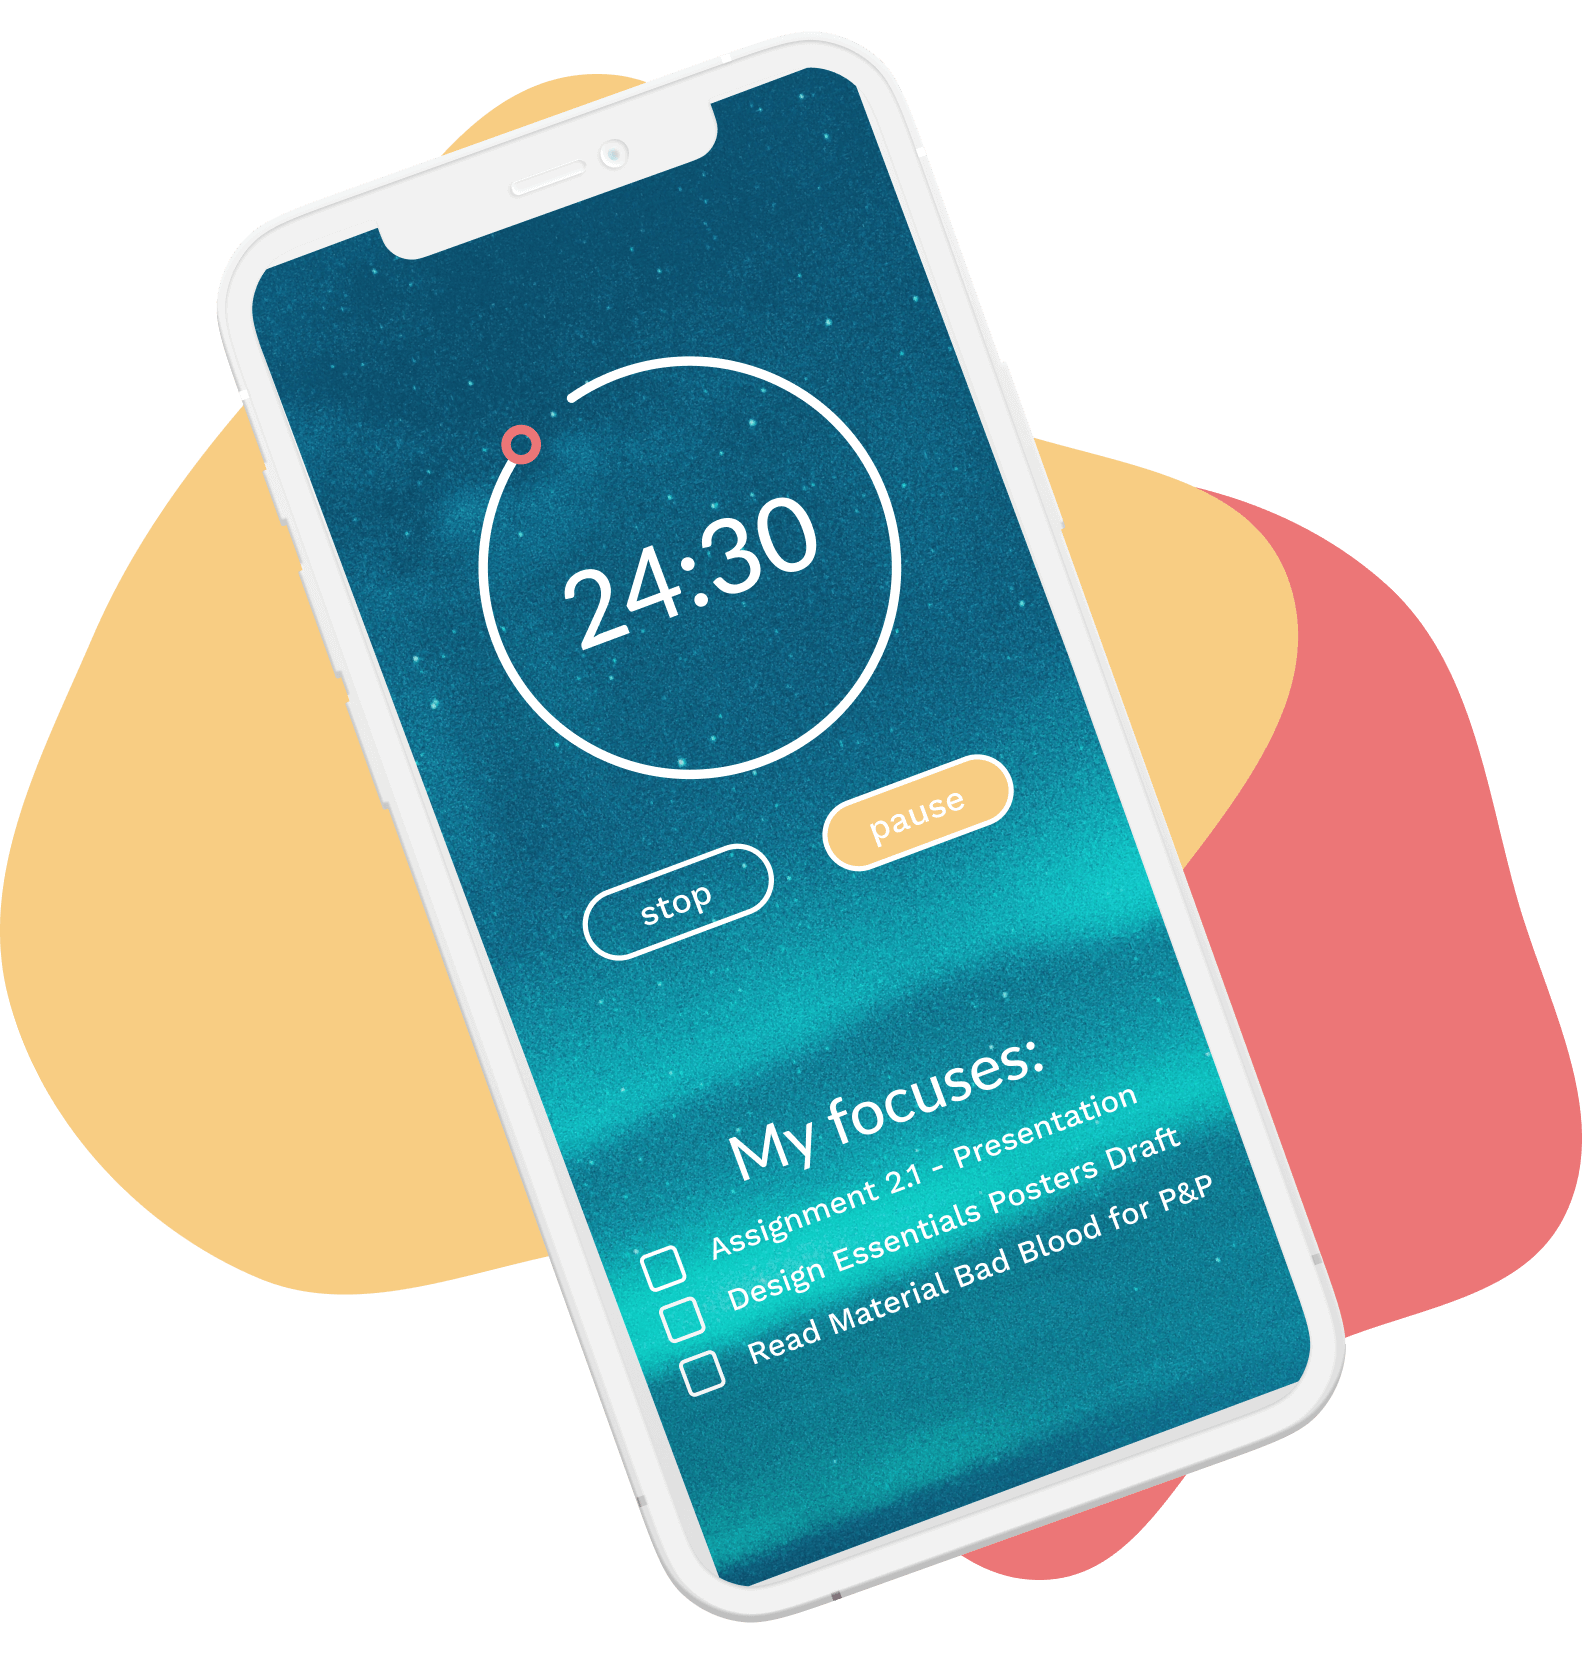 24:30
stop
pause
My focuses:
Assignment 2.1 - Presentation
Design Essentials Posters Draft
Read Material Bad Blood for P&P